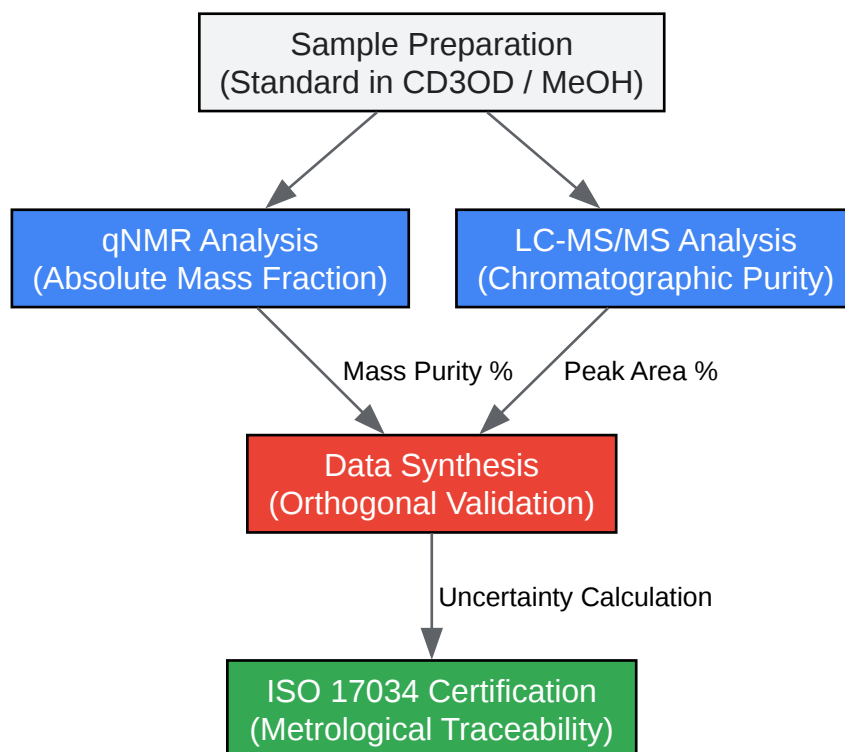 Sample Preparation
(Standard in CD3OD / MeOH)
qNMR Analysis
(Absolute Mass Fraction)
LC-MS/MS Analysis
(Chromatographic Purity)
Mass Purity %
Peak Area %
Data Synthesis
(Orthogonal Validation)
Uncertainty Calculation
ISO 17034 Certification
(Metrological Traceability)